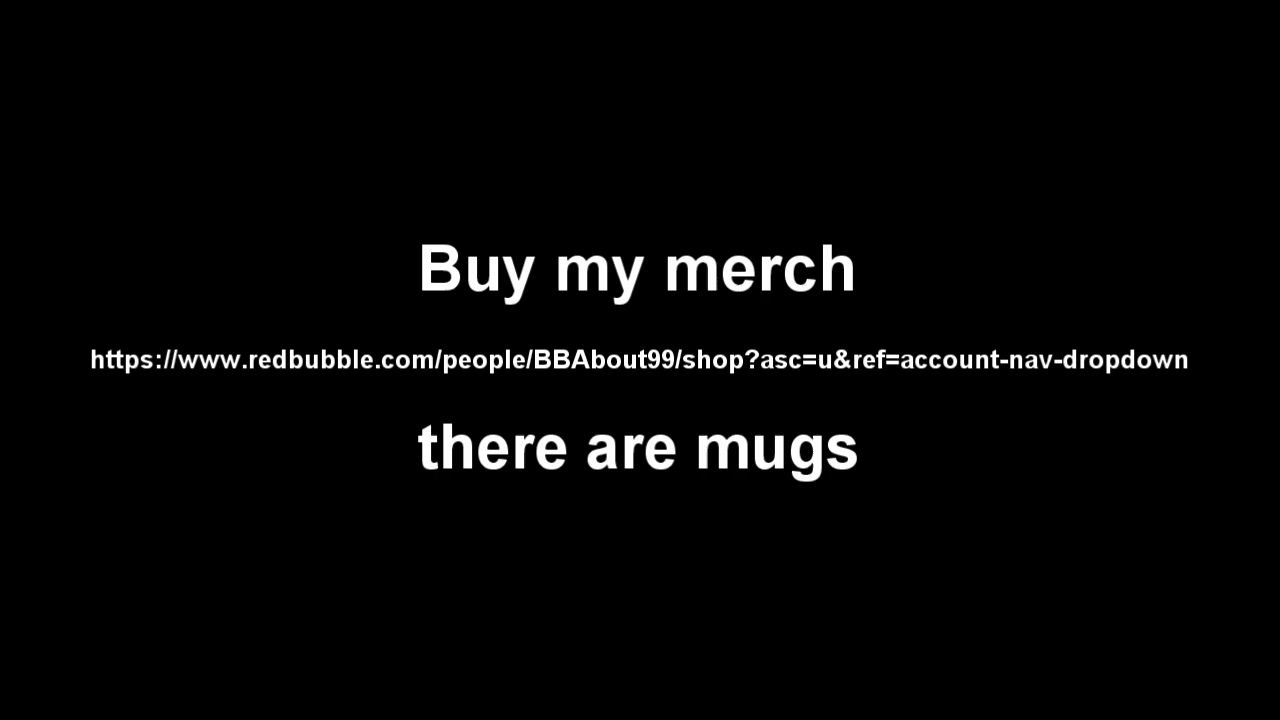 Buy my merch
https://www.redbubble.com/people/BBAbout99/shop?asc=u&ref=account-nav-dropdown
there are mugs